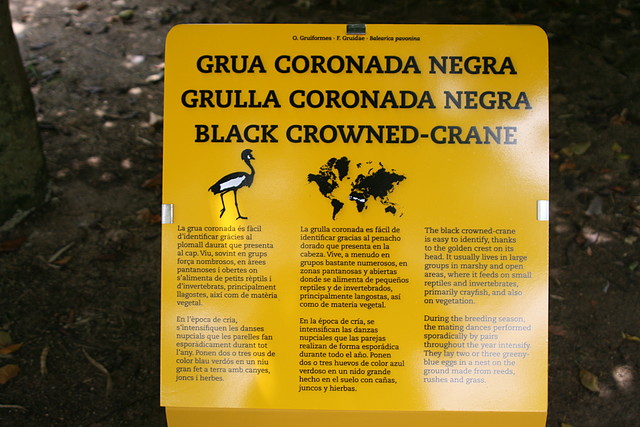 O. Gruiformes - F. Gruidae - Balearica pavonina
GRUA CORONADA NEGRA
GRULLA CORONADA NEGRA
BLACK CROWNED-CRANE
La grua coronada és fàcil
d'identificar gràcies al
plomall daurat que presenta
al cap. Viu, sovint en grups
força nombrosos, en àrees
pantanoses i obertes on
s'alimenta de petits rèptils i
d'invertebrats, principalment
llagostes, així com de matèria
vegetal.
En l'època de cria,
s'intensifiquen les danses
nupcials que les parelles fan
esporàdicament durant tot
l'any. Ponen dos o tres ous de
color blau verdós en un niu
gran fet a terra amb canyes,
joncs i herbes.
La grulla coronada es fácil de
identificar gracias al penacho
dorado que presenta en la
cabeza. Vive, a menudo en
grupos bastante numerosos, en
zonas pantanosas y abiertas
donde se alimenta de pequeños
reptiles y de invertebrados,
principalmente langostas, así
como de materia vegetal.
En la época de cría, se
intensifican las danzas
nupciales que las parejas
realizan de forma esporádica
durante todo el año. Ponen
dos o tres huevos de color azul
verdoso en un nido grande
hecho en el suelo con cañas,
juncos y hierbas.
The black crowned-crane
is easy to identify, thanks
to the golden crest on its
head. It usually lives in large
groups in marshy and open
areas, where it feeds on small
reptiles and invertebrates,
primarily crayfish, and also
on vegetation.
During the breeding season,
the mating dances performed
sporadically by pairs
throughout the year intensify.
They lay two or three greeny-
blue eggs in a nest on the
ground made from reeds,
rushes and grass.